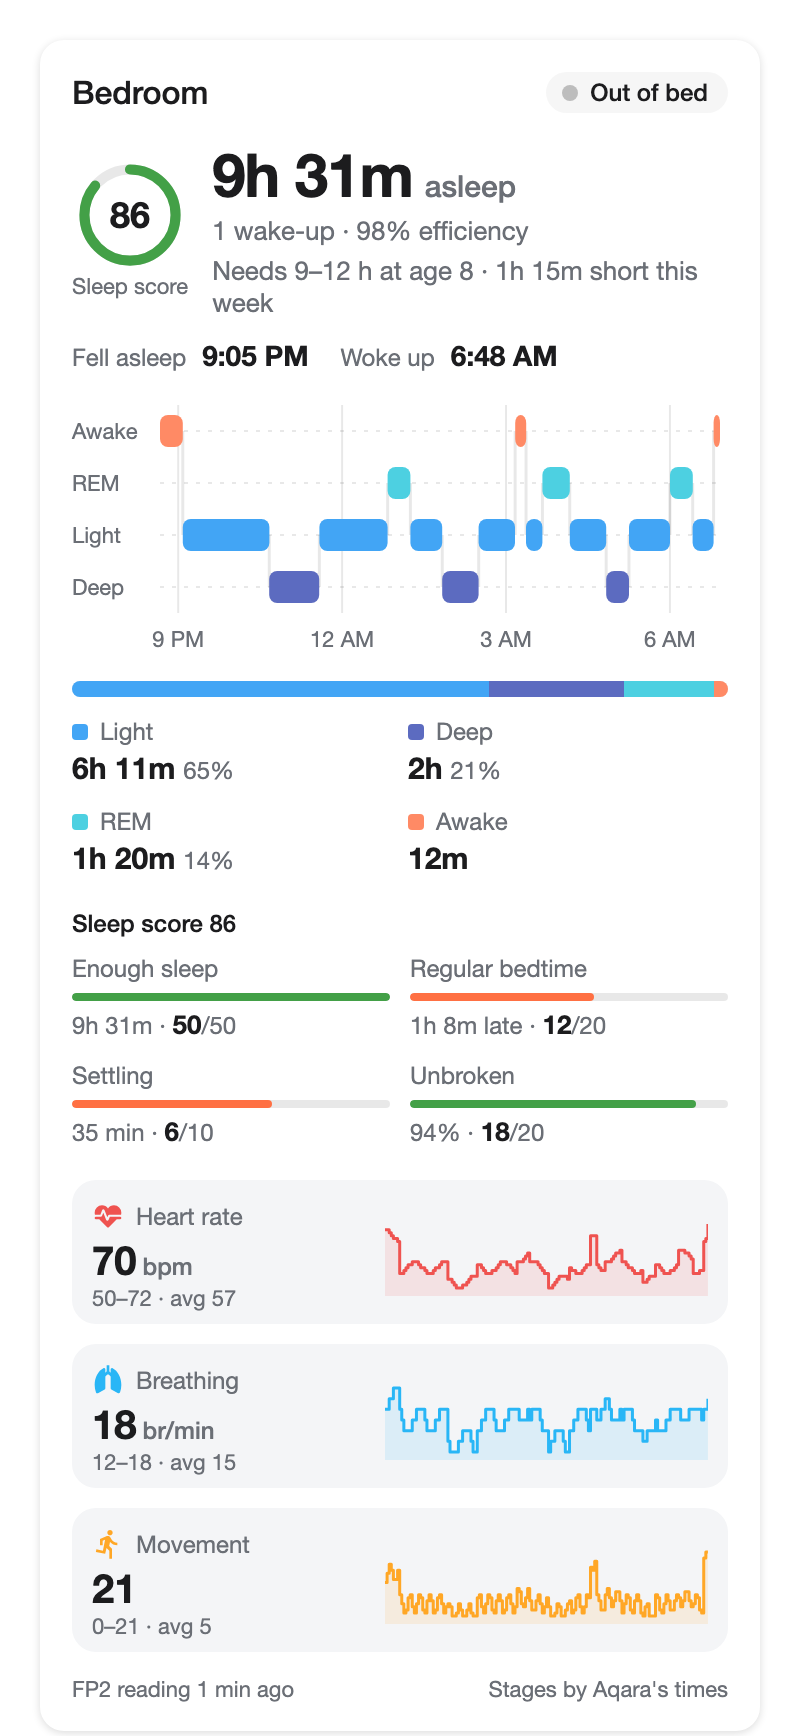 Bedroom
Out of bed
86
Sleep score
9h 31m asleep
1 wake-up · 98% efficiency
Needs 9–12 h at age 8 · 1h 15m short this
week
Fell asleep 9:05 PM Woke up 6:48 AM
Awake
REM
Light
Deep
9 PM 12 AM 3 AM 6 AM
Light
6h 11m 65%
Deep
2h 21%
REM
1h 20m 14%
Awake
12m
Sleep score 86
Enough sleep
9h 31m · 50/50
Regular bedtime
1h 8m late · 12/20
Settling
35 min · 6/10
Unbroken
94% · 18/20
Heart rate
70 bpm
50–72 · avg 57
Breathing
18 br/min
12–18 · avg 15
Movement
21
0–21 · avg 5
FP2 reading 1 min ago
Stages by Aqara's times